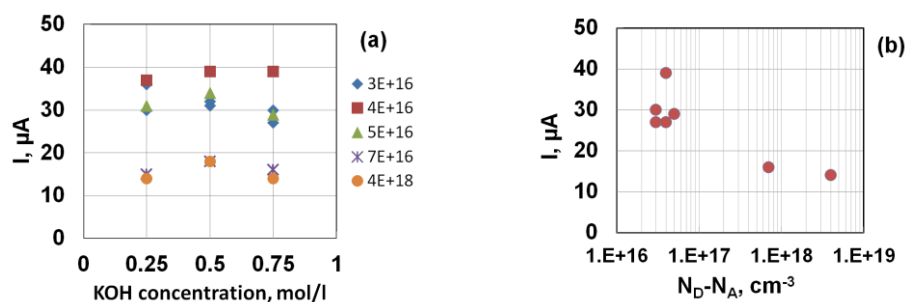 50
40
30
20
10
0
I, µA
0 0.25 0.5 0.75 1
KOH concentration, mol/l
(a)
3E+16
4E+16
5E+16
7E+16
4E+18
50
40
30
20
10
0
I, µA
1.E+16 1.E+17 1.E+18 1.E+19
N_D-N_A, cm⁻³
(b)